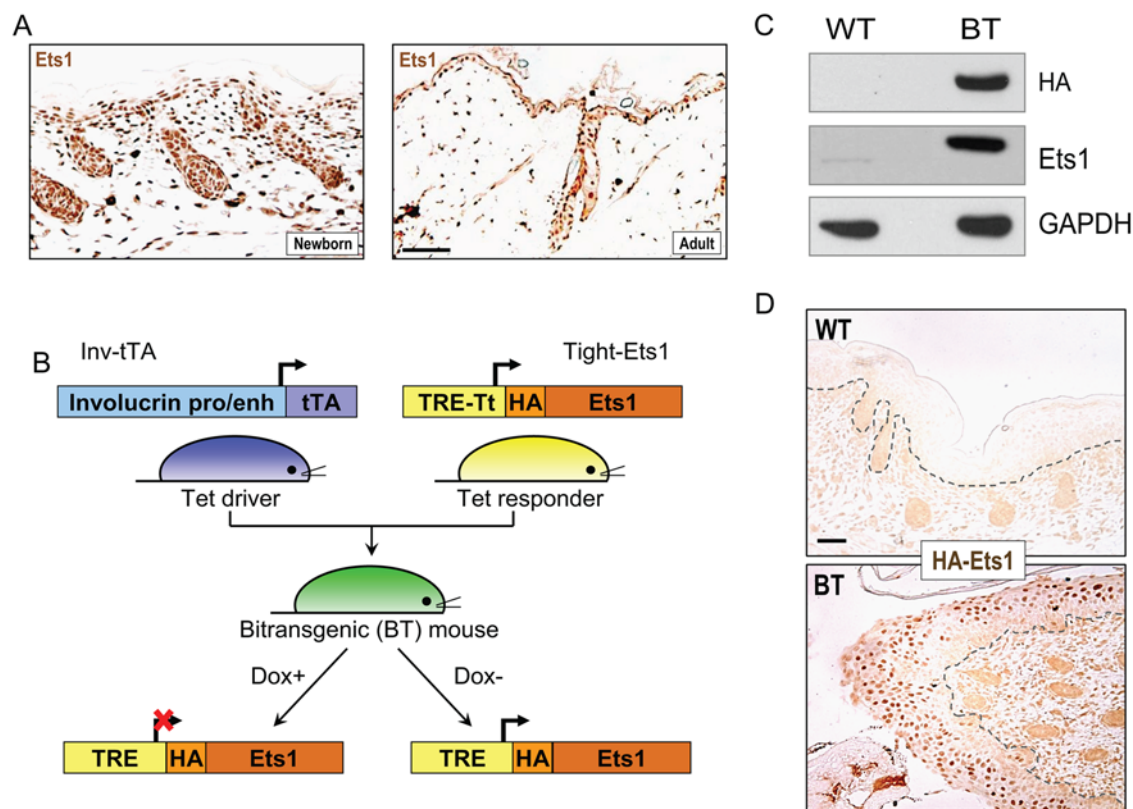 A
Ets1
Newborn
Ets1
Adult
B
Inv-tTA
Tight-Ets1
Involucrin pro/enh tTA
TRE-Tt HA Ets1
Tet driver
Tet responder
Bitransgenic (BT) mouse
Dox+
Dox-
TRE HA Ets1
TRE HA Ets1
C
WT BT
HA
Ets1
GAPDH
D
WT
HA-Ets1
BT